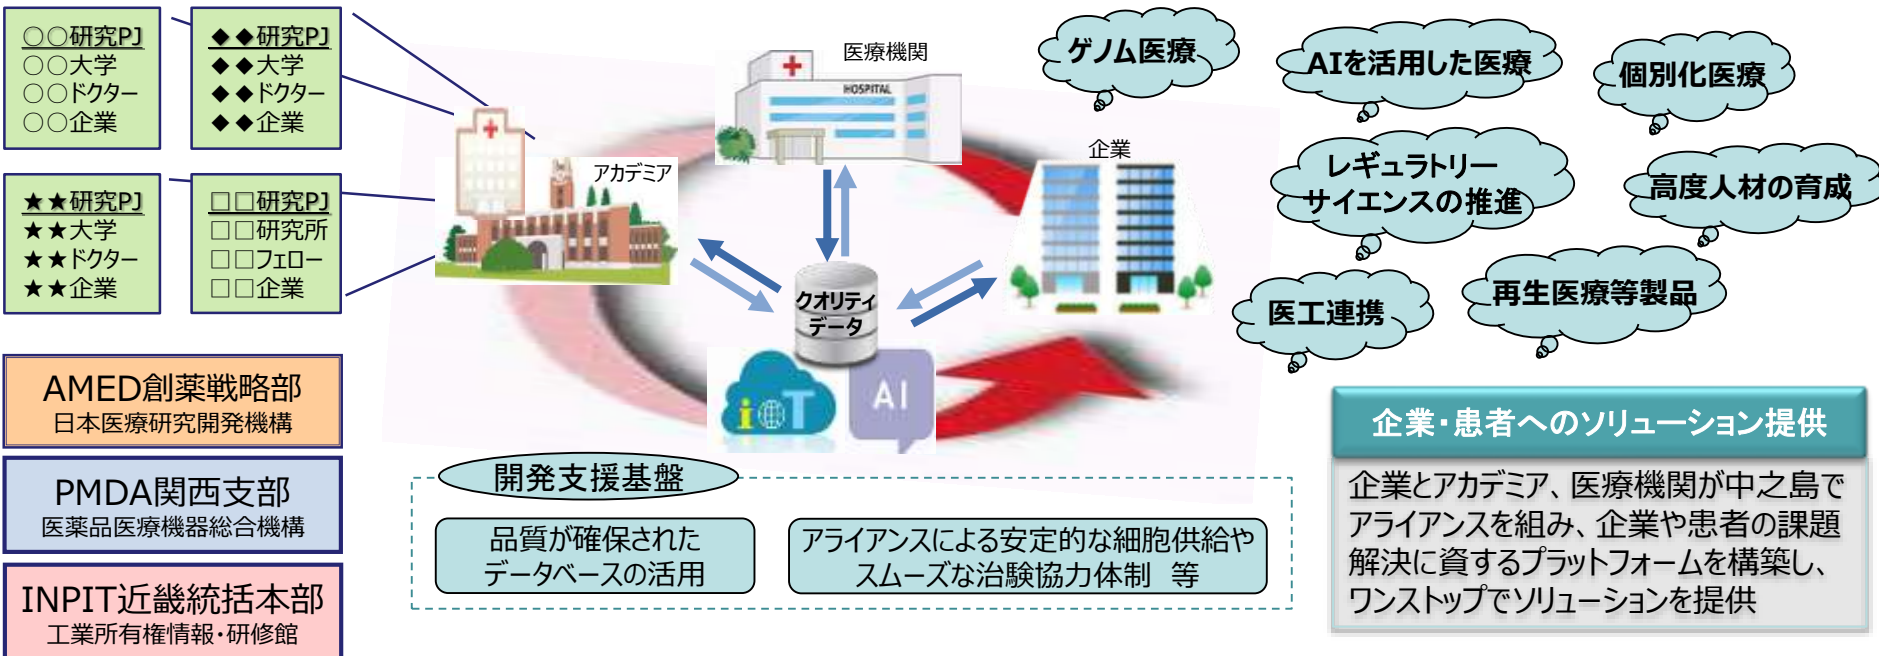 ○○研究PJ
○○大学
○○ドクター
○○企業
◆◆研究PJ
◆◆大学
◆◆ドクター
◆◆企業
★★研究PJ
★★大学
★★ドクター
★★企業
□□研究PJ
□□研究所
□□フェロー
□□企業
AMED創薬戦略部
日本医療研究開発機構
PMDA関西支部
医薬品医療機器総合機構
INPIT近畿統括本部
工業所有権情報・研修館
医療機関
HOSPITAL
アカデミア
企業
クオリティ
データ
ioT
AI
開発支援基盤
品質が確保された
データベースの活用
アライアンスによる安定的な細胞供給や
スムーズな治験協力体制 等
ゲノム医療
AIを活用した医療
個別化医療
レギュラトリー
サイエンスの推進
高度人材の育成
医工連携
再生医療等製品
企業・患者へのソリューション提供
企業とアカデミア、医療機関が中之島で
アライアンスを組み、企業や患者の課題
解決に資するプラットフォームを構築し、
ワンストップでソリューションを提供